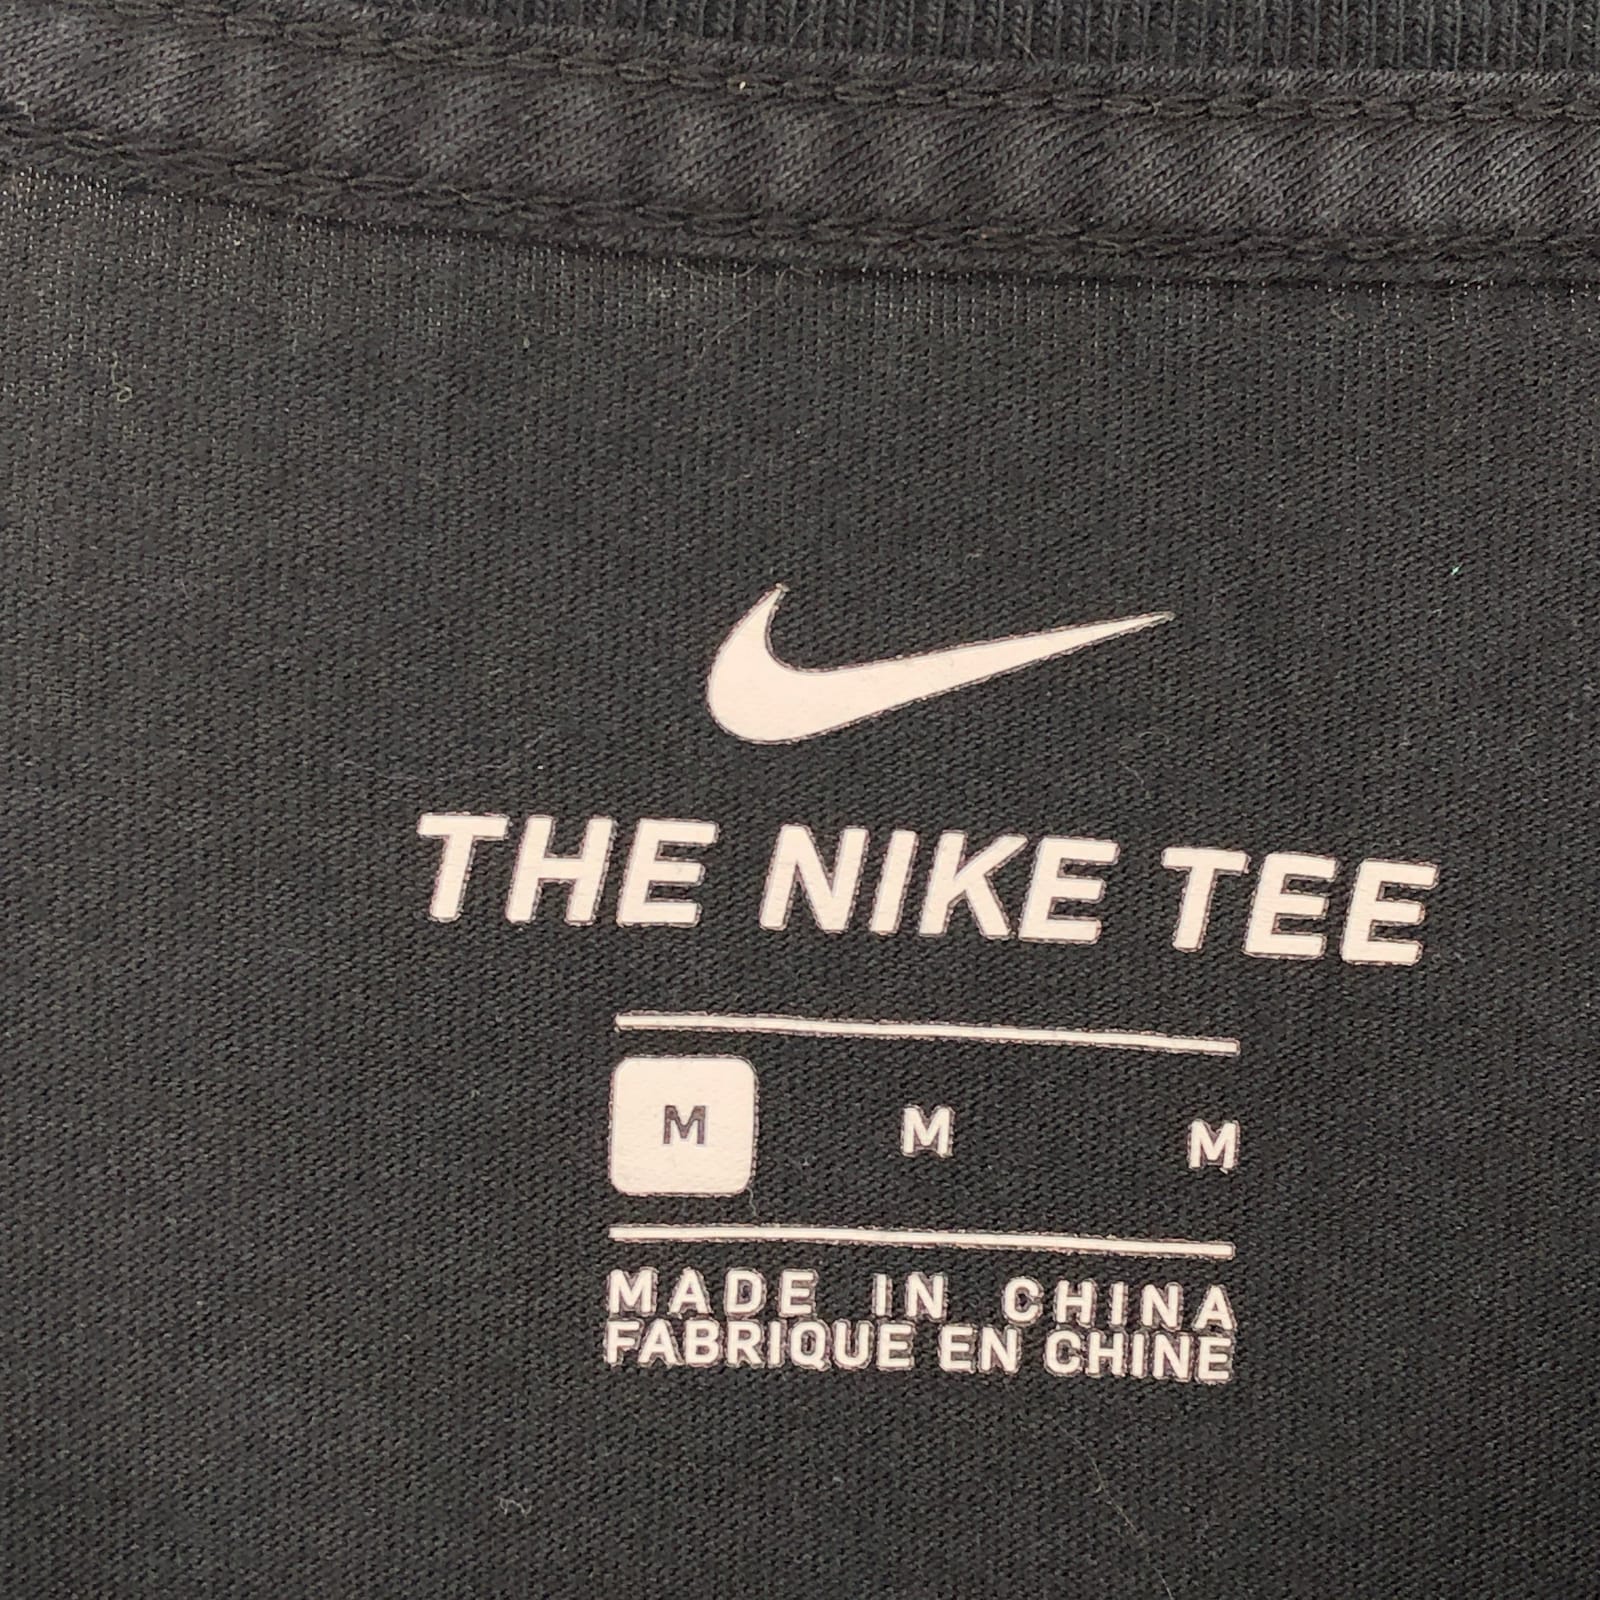 THE NIKE TEE
M M M
MADE IN CHINA
FABRIQUE EN CHINE